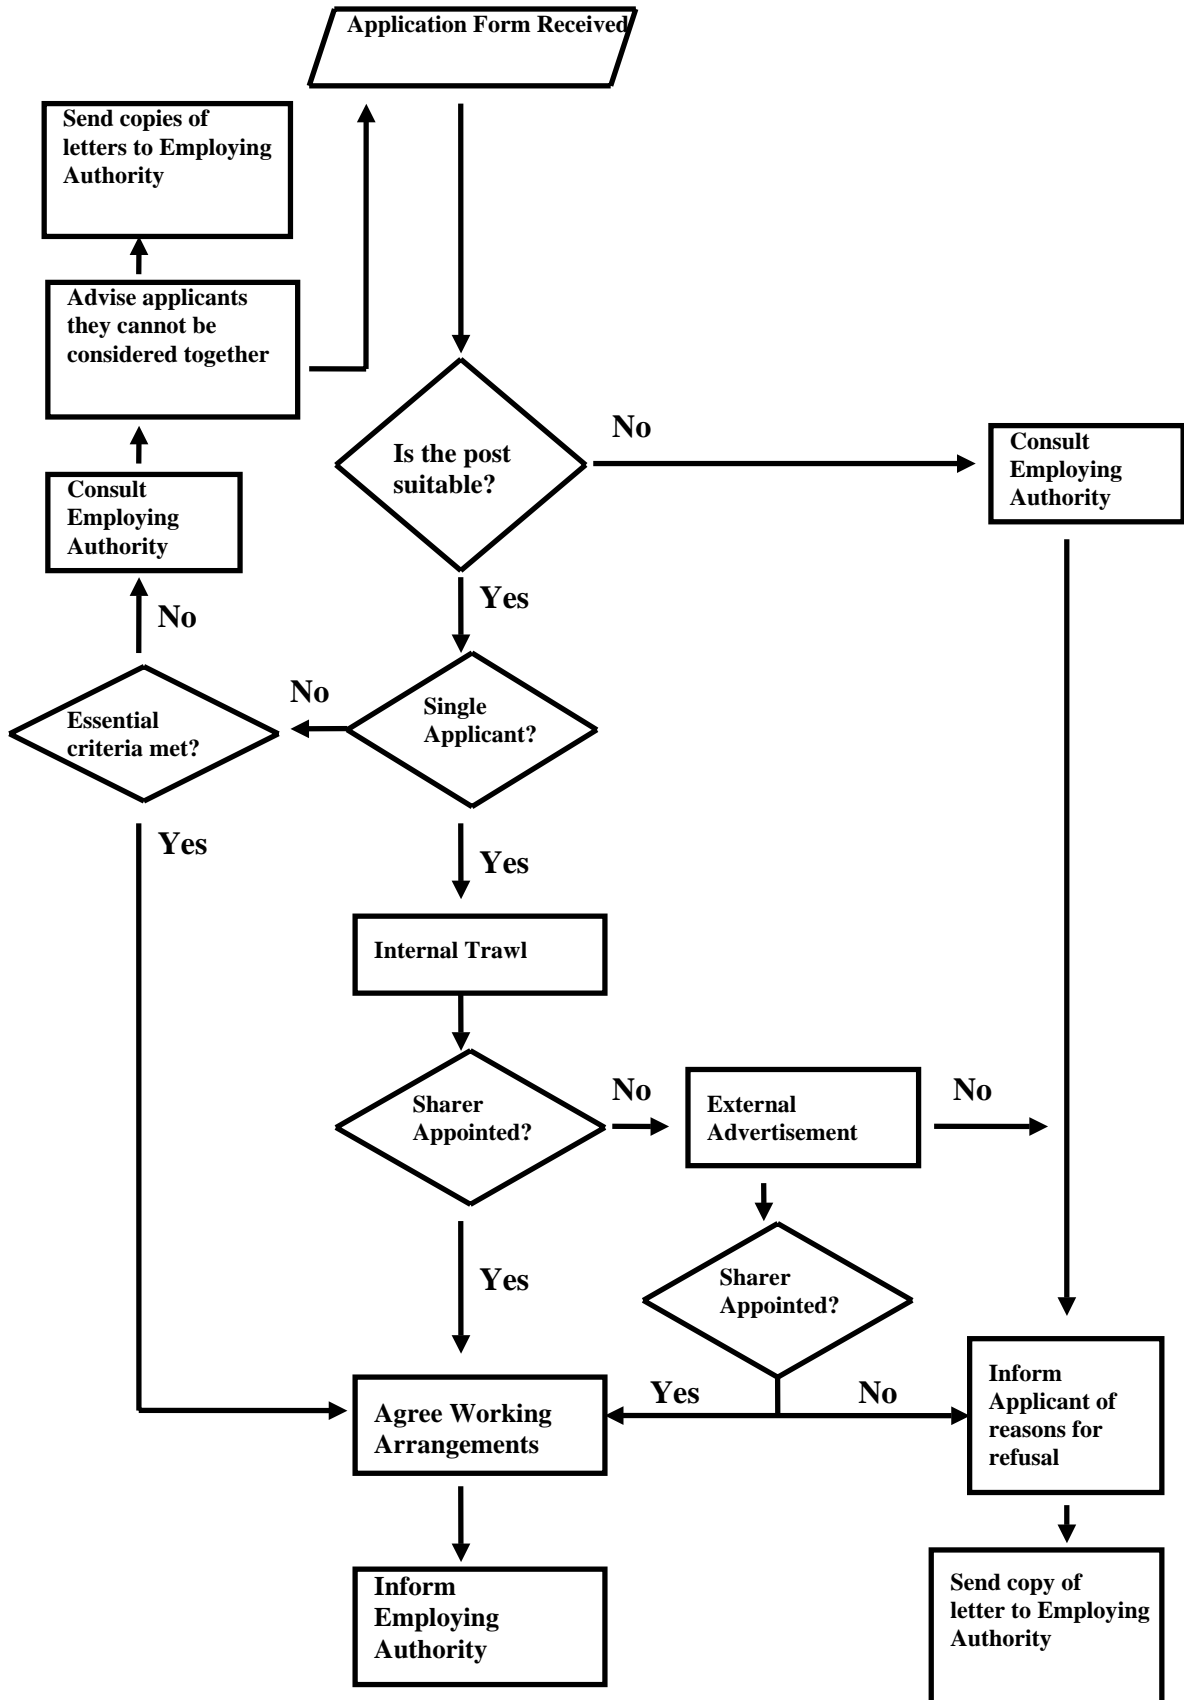 Application Form Received
Send copies of
letters to Employing
Authority
Advise applicants
they cannot be
considered together
No
Is the post
suitable?
Consult
Employing
Authority
Consult
Employing
Authority
Yes
No
No
Single
Applicant?
Essential
criteria met?
Yes
Yes
Internal Trawl
Sharer
Appointed?
No
External
Advertisement
No
Yes
Sharer
Appointed?
Yes
No
Agree Working
Arrangements
Inform
Applicant of
reasons for
refusal
Inform
Employing
Authority
Send copy of
letter to Employing
Authority